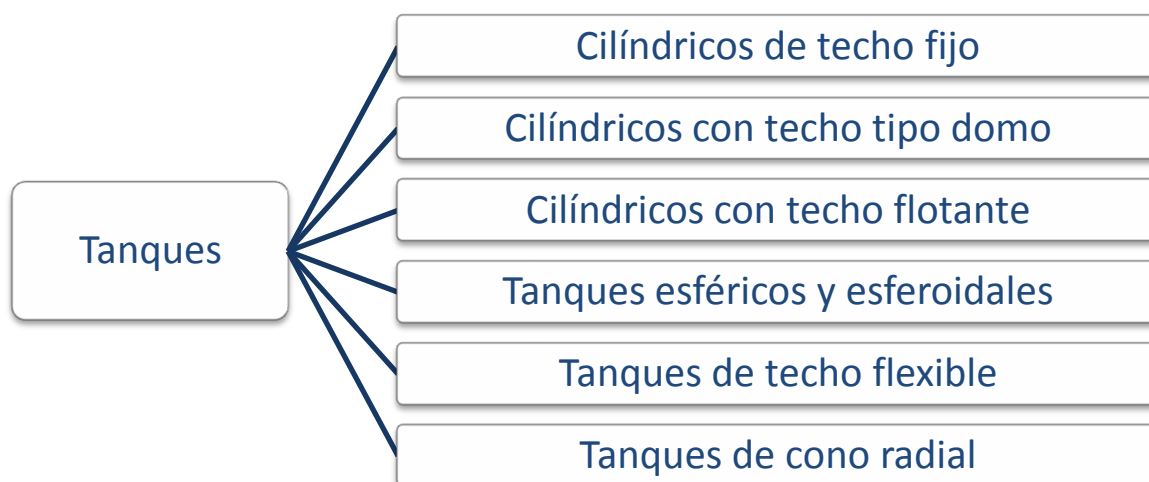 Cilíndricos de techo fijo
Cilíndricos con techo tipo domo
Cilíndricos con techo flotante
Tanques
Tanques esféricos y esferoidales
Tanques de techo flexible
Tanques de cono radial